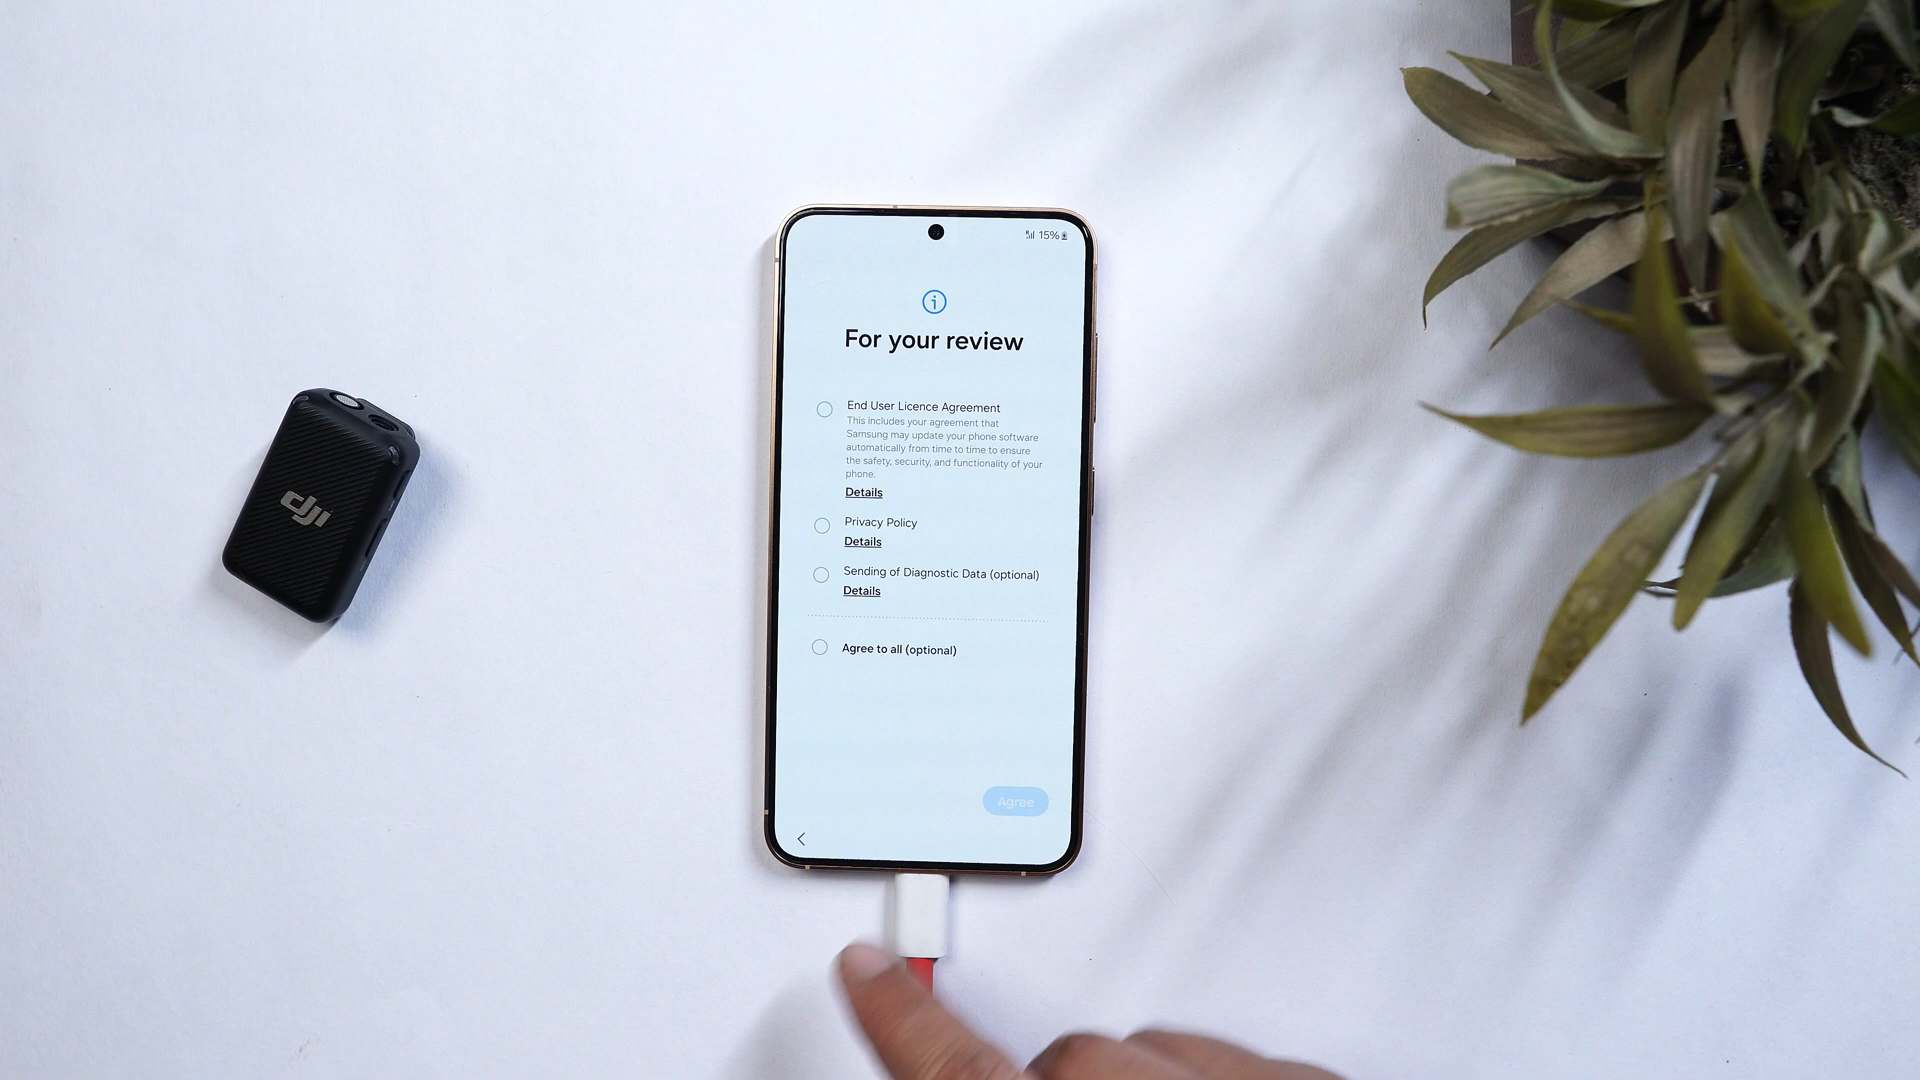 15%
For your review
End User Licence Agreement
This includes your agreement that
Samsung may update your phone software
automatically from time to time to ensure
the safety, security, and functionality of your
phone.
Details
Privacy Policy
Details
Sending of Diagnostic Data (optional)
Details
Agree to all (optional)
Agree
dji